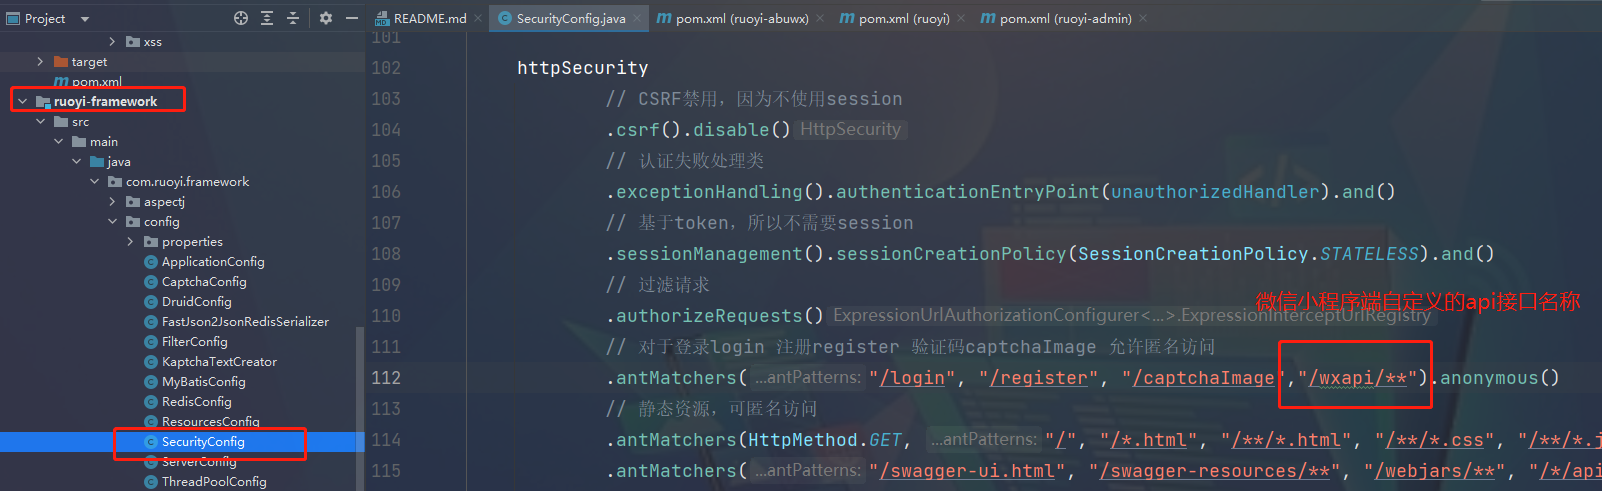 Project
README.md
SecurityConfig.java
pom.xml (ruoyi-abuwx)
pom.xml (ruoyi)
pom.xml (ruoyi-admin)
xss
target
pom.xml
ruoyi-framework
src
main
java
com.ruoyi.framework
aspectj
config
properties
ApplicationConfig
CaptchaConfig
DruidConfig
FastJson2JsonRedisSerializer
FilterConfig
KaptchaTextCreator
MyBatisConfig
RedisConfig
ResourcesConfig
SecurityConfig
ServerConfig
ThreadPoolConfig
101
102 httpSecurity
103 // CSRF禁用，因为不使用session
104 .csrf().disable() HttpSecurity
105 // 认证失败处理类
106 .exceptionHandling().authenticationEntryPoint(unauthorizedHandler).and()
107 // 基于token，所以不需要session
108 .sessionManagement().sessionCreationPolicy(SessionCreationPolicy.STATELESS).and()
109 // 过滤请求
微信小程序端自定义的api接口名称
110 .authorizeRequests() ExpressionUrlAuthorizationConfigurer<...>.ExpressionInterceptUrlRegistry
111 // 对于登录login 注册register 验证码captchaImage 允许匿名访问
112 .antMatchers( ...antPatterns: "/login", "/register", "/captchaImage","/wxapi/**").anonymous()
113 // 静态资源，可匿名访问
114 .antMatchers(HttpMethod.GET, ...antPatterns: "/", "/*.html", "/**/*.html", "/**/*.css", "/**/*.j
115 .antMatchers( ...antPatterns: "/swagger-ui.html", "/swagger-resources/**", "/webjars/**", "/*/api